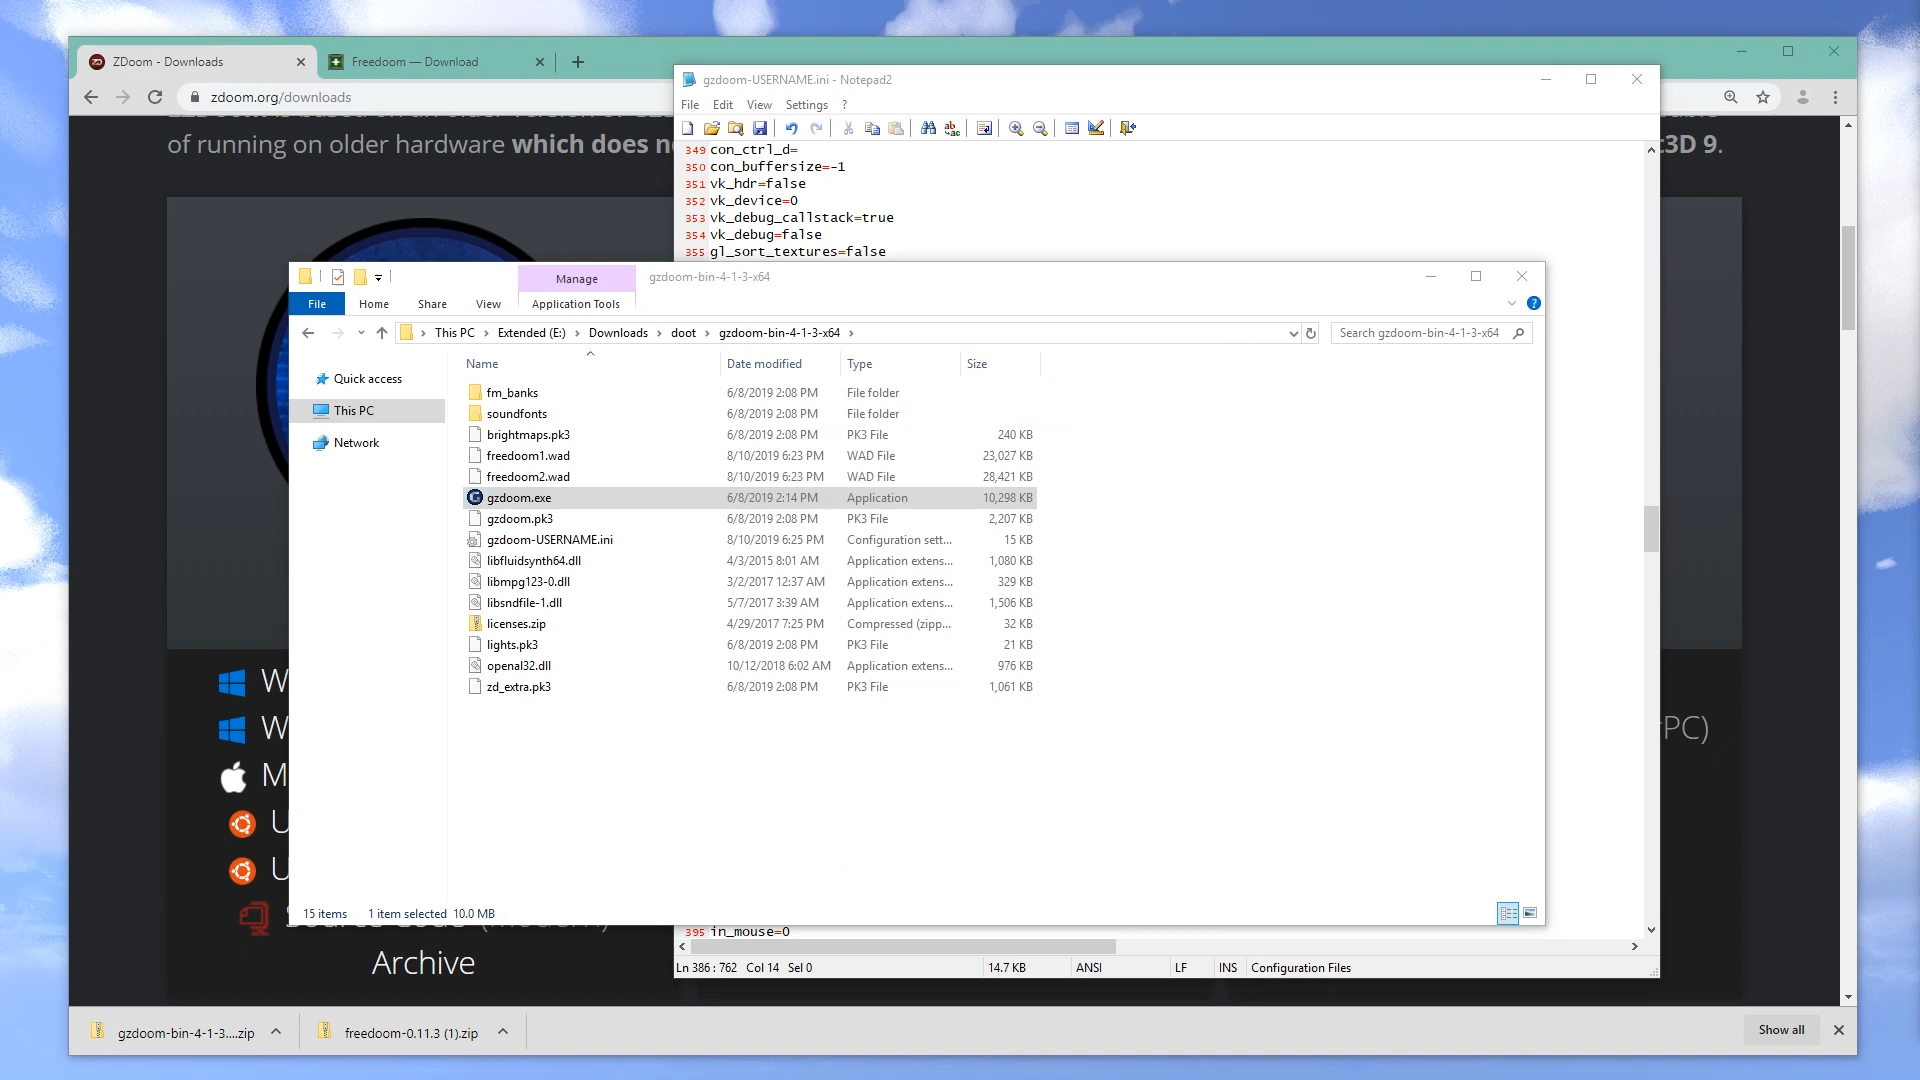 ZDoom - Downloads
Freedoom — Download
zdoom.org/downloads
of running on older hardware which does
t3D 9.
gzdoom-USERNAME.ini - Notepad2
File Edit View Settings ?
349 con_ctrl_d=
350 con_buffersize=-1
351 vk_hdr=false
352 vk_device=0
353 vk_debug_callstack=true
354 vk_debug=false
355 gl_sort_textures=false
Manage
gzdoom-bin-4-1-3-x64
File Home Share View Application Tools
This PC Extended (E:) Downloads doot gzdoom-bin-4-1-3-x64
Search gzdoom-bin-4-1-3-x64
Name Date modified Type Size
Quick access
This PC
Network
fm_banks 6/8/2019 2:08 PM File folder
soundfonts 6/8/2019 2:08 PM File folder
brightmaps.pk3 6/8/2019 2:08 PM PK3 File 240 KB
freedoom1.wad 8/10/2019 6:23 PM WAD File 23,027 KB
freedoom2.wad 8/10/2019 6:23 PM WAD File 28,421 KB
gzdoom.exe 6/8/2019 2:14 PM Application 10,298 KB
gzdoom.pk3 6/8/2019 2:08 PM PK3 File 2,207 KB
gzdoom-USERNAME.ini 8/10/2019 6:25 PM Configuration sett... 15 KB
libfluidsynth64.dll 4/3/2015 8:01 AM Application extens... 1,080 KB
libmpg123-0.dll 3/2/2017 12:37 AM Application extens... 329 KB
libsndfile-1.dll 5/7/2017 3:39 AM Application extens... 1,506 KB
licenses.zip 4/29/2017 7:25 PM Compressed (zipp... 32 KB
lights.pk3 6/8/2019 2:08 PM PK3 File 21 KB
openal32.dll 10/12/2018 6:02 AM Application extens... 976 KB
zd_extra.pk3 6/8/2019 2:08 PM PK3 File 1,061 KB
W
W
M
U
U
PC)
15 items 1 item selected 10.0 MB
Archive
395 in_mouse=0
Ln 386 : 762 Col 14 Sel 0 14.7 KB ANSI LF INS Configuration Files
gzdoom-bin-4-1-3....zip
freedoom-0.11.3 (1).zip
Show all